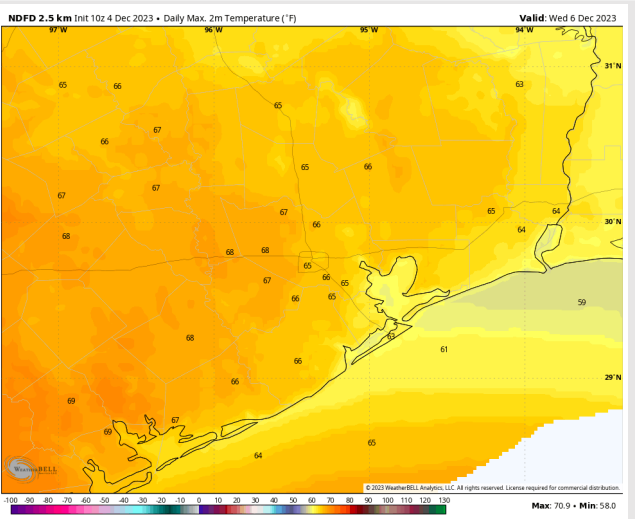 NDFD 2.5 km Init 10z 4 Dec 2023 • Daily Max. 2m Temperature (°F) Valid: Wed 6 Dec 2023
97°W 96°W 95°W 94°W
31°N
65 66 63
65
67
66
65 66
67 67
67 65 64
66 64 30°N
68
68 68
65
67 66 65
66 65 59
68 63
61
66
66 29°N
69
67
69
65
64
WEATHERBELL
© 2023 WeatherBELL Analytics, LLC. All rights reserved. License required for commercial distribution.
-100 -90 -80 -70 -60 -50 -40 -30 -20 -10 0 10 20 30 40 50 60 70 80 90 100 110 120 130
Max: 70.9 • Min: 58.0